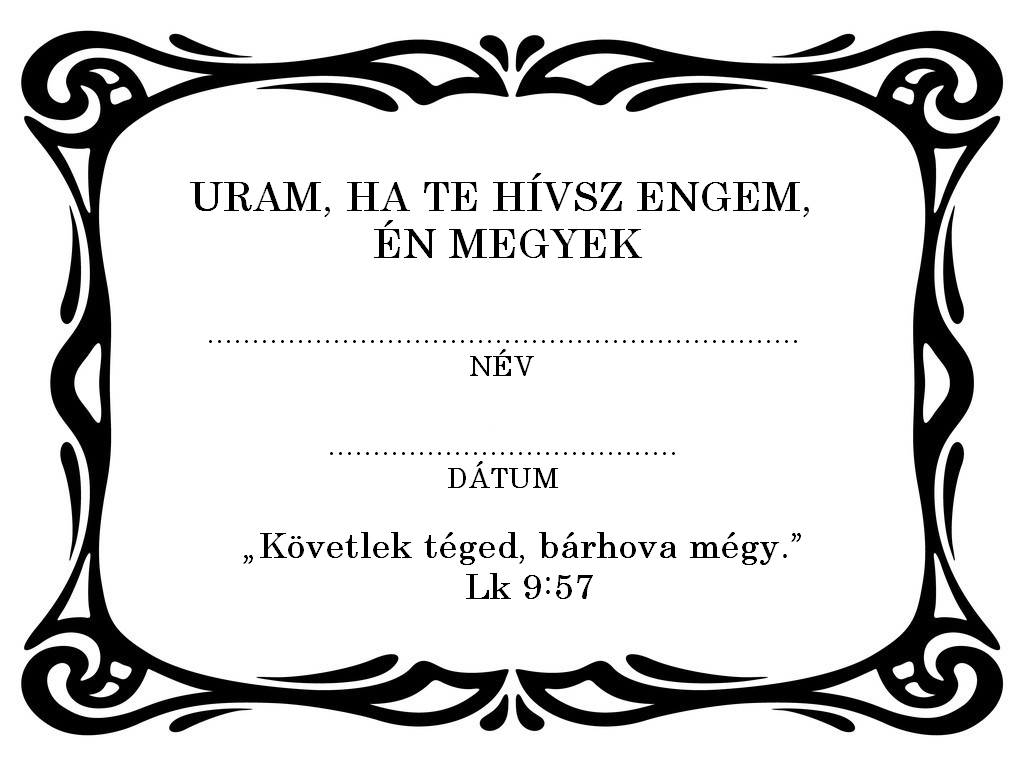 URAM, HA TE HÍVSZ ENGEM,
ÉN MEGYEK
...........................................................
NÉV
...................................
DÁTUM
„Követlek téged, bárhova mégy.”
Lk 9:57